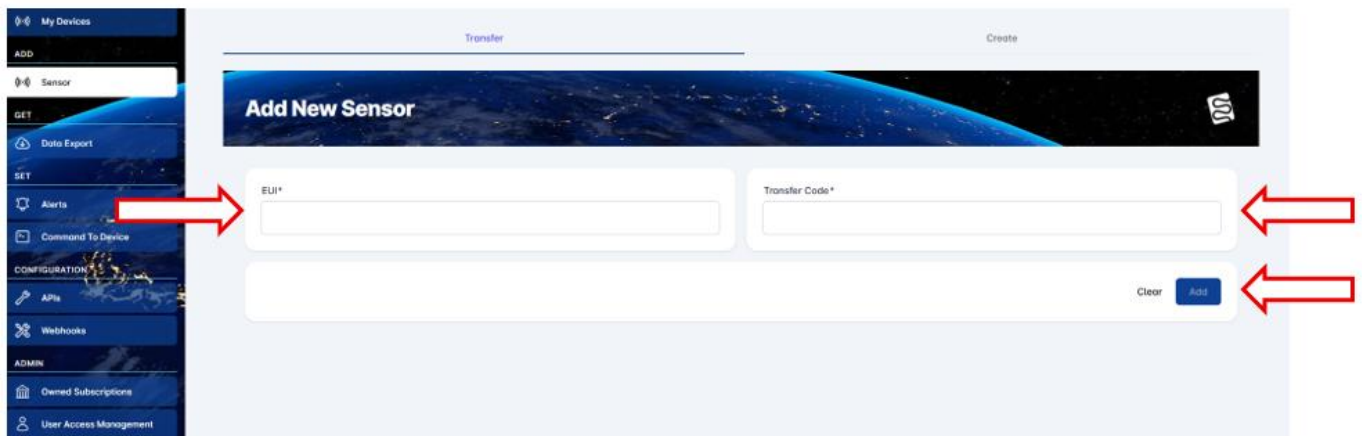 My Devices
ADD
Sensor
GET
Data Export
SET
Alerts
Command To Device
CONFIGURATION
APIs
Webhooks
ADMIN
Owned Subscriptions
User Access Management
Transfer
Create
Add New Sensor
EUI*
Transfer Code*
Clear
Add